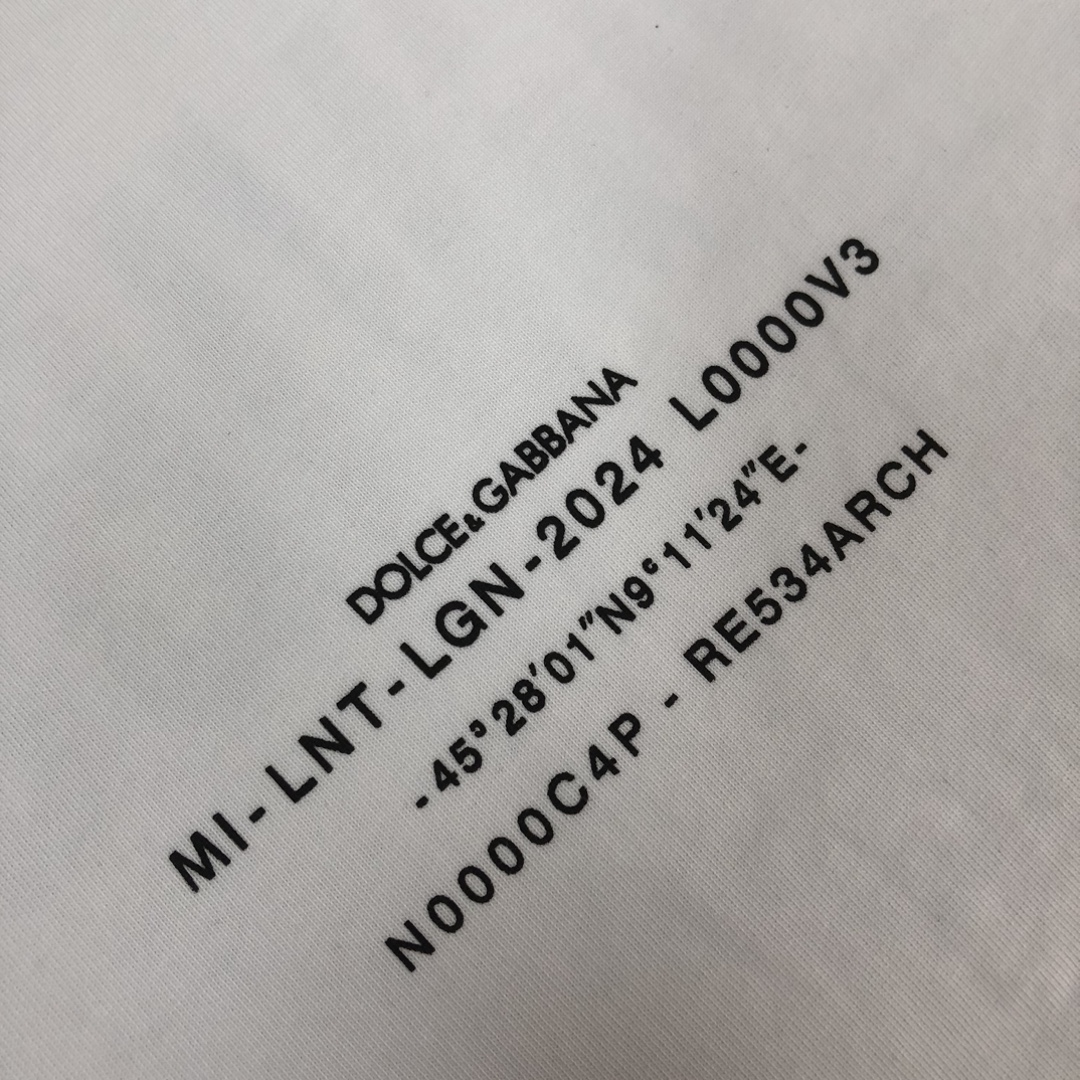 DOLCE&GABBANA
MI-LNT-LGN-2024 L0000V3
-45°28'01"N9°11'24"E-
N0000C4P - RE534ARCH